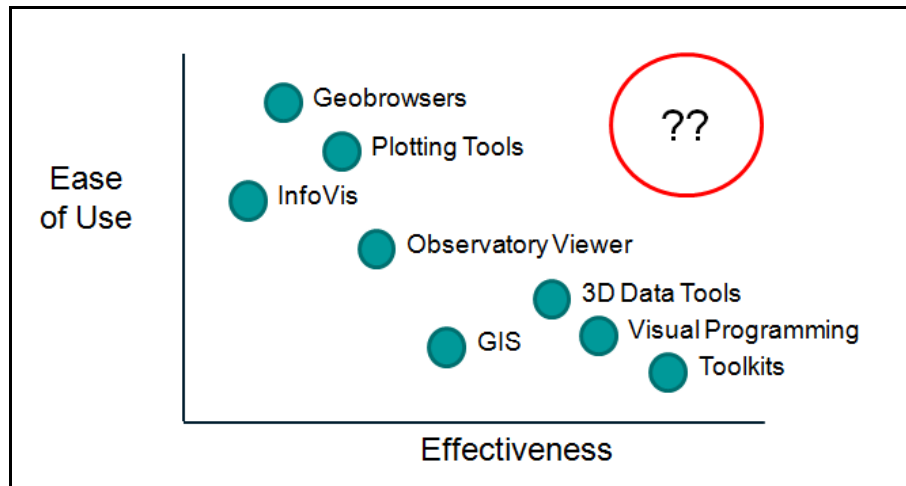 Geobrowsers
??
Plotting Tools
Ease
of Use
InfoVis
Observatory Viewer
3D Data Tools
Visual Programming
GIS
Toolkits
Effectiveness